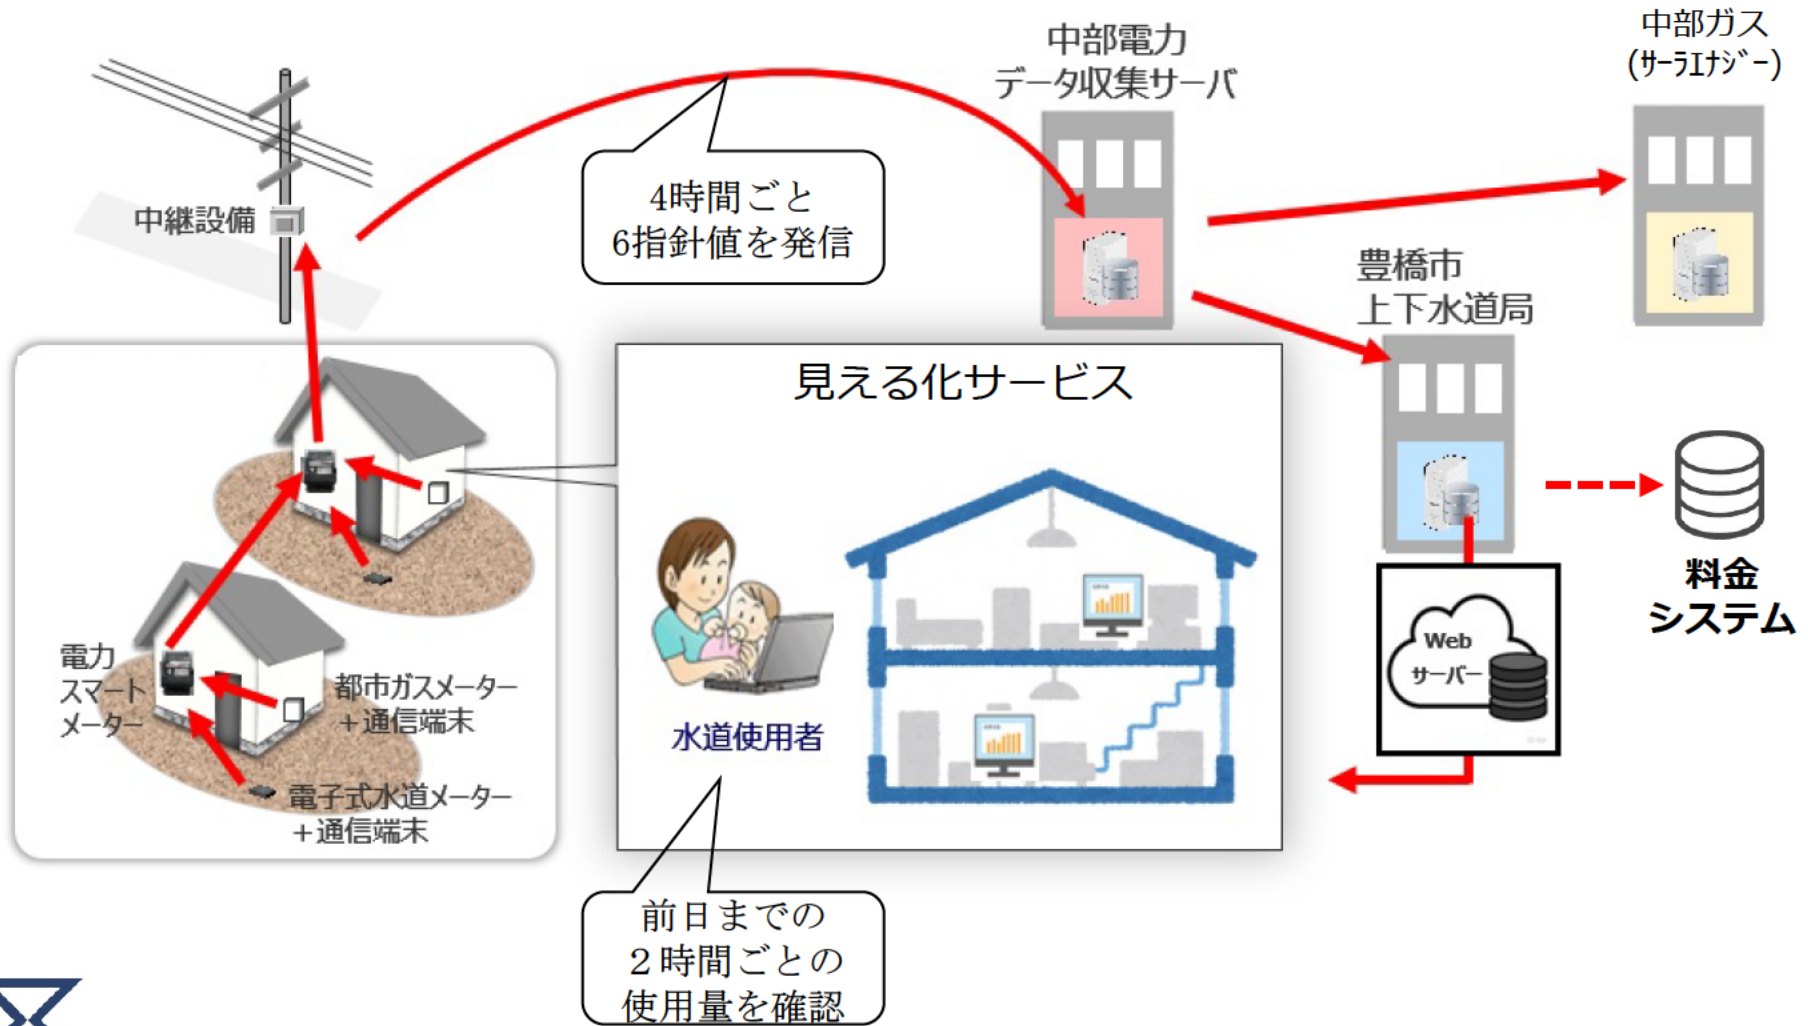 中部電力
データ収集サーバ
中部ガス
(ｻｰﾗｴﾅｼﾞｰ)
4時間ごと
6指針値を発信
中継設備
豊橋市
上下水道局
見える化サービス
電力
スマート
メーター
都市ガスメーター
＋通信端末
電子式水道メーター
＋通信端末
水道使用者
Web
サーバー
料金
システム
前日までの
２時間ごとの
使用量を確認